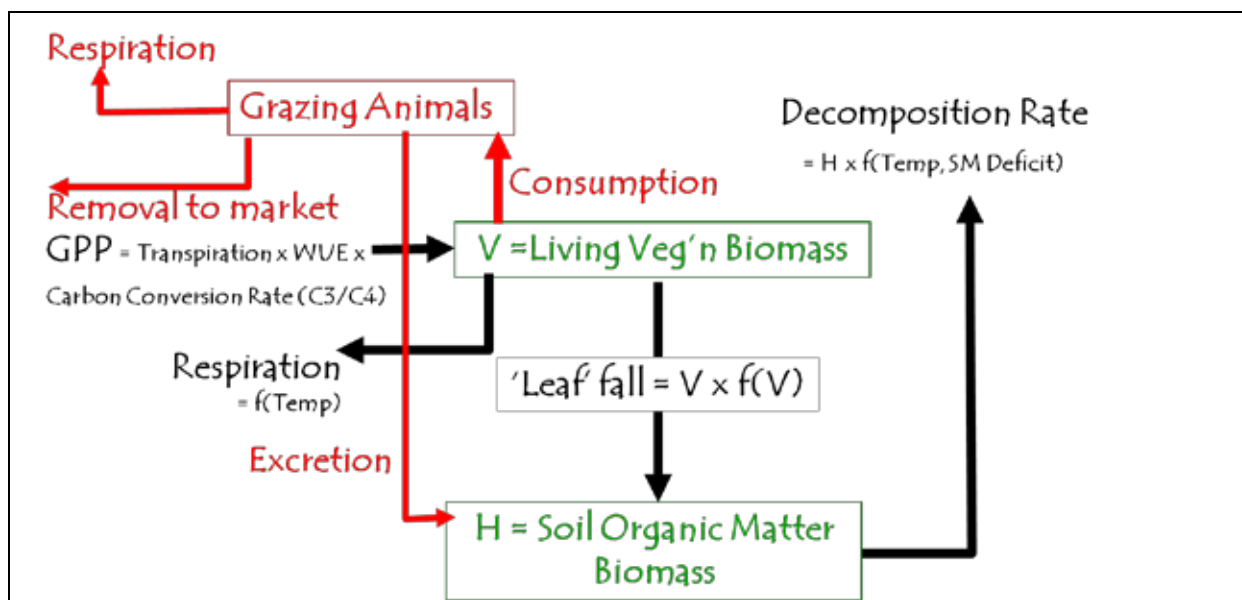 Respiration
Grazing Animals
Decomposition Rate
= H x f(Temp, SM Deficit)
Consumption
Removal to market
GPP = Transpiration x WUE x
Carbon Conversion Rate (C3/C4)
V =Living Veg'n Biomass
Respiration
= f(Temp)
'Leaf' fall = V x f(V)
Excretion
H = Soil Organic Matter
Biomass